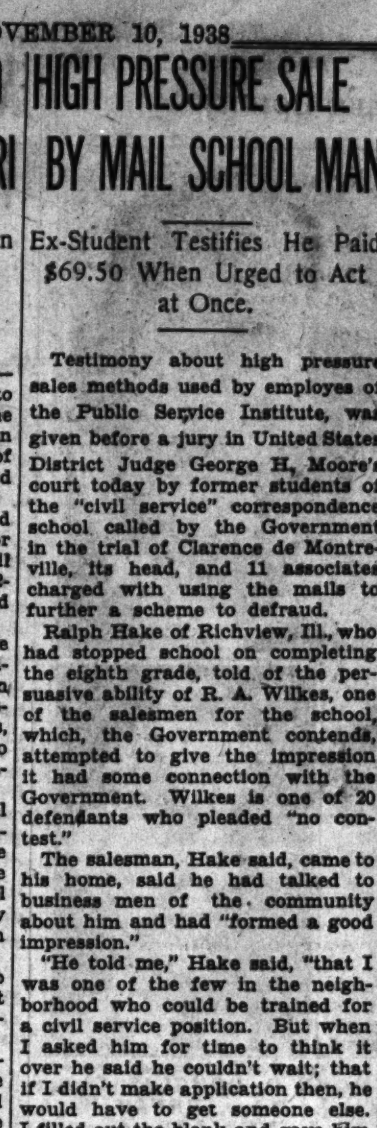 NOVEMBER 10, 1938
HIGH PRESSURE SALE
BY MAIL SCHOOL MAN
Ex-Student Testifies He Paid
$69.50 When Urged to Act
at Once.
Testimony about high pressure
sales methods used by employes of
the Public Service Institute, was
given before a jury in United States
District Judge George H. Moore's
court today by former students of
the "civil service" correspondence
school called by the Government
in the trial of Clarence de Montre-
ville, its head, and 11 associates
charged with using the mails to
further a scheme to defraud.
Ralph Hake of Richview, Ill., who
had stopped school on completing
the eighth grade, told of the per-
suasive ability of R. A. Wilkes, one
of the salesmen for the school,
which, the Government contends,
attempted to give the impression
it had some connection with the
Government. Wilkes is one of 20
defendants who pleaded "no con-
test."
The salesman, Hake said, came to
his home, said he had talked to
business men of the community
about him and had "formed a good
impression."
"He told me," Hake said, "that I
was one of the few in the neigh-
borhood who could be trained for
a civil service position. But when
I asked him for time to think it
over he said he couldn't wait; that
if I didn't make application then, he
would have to get someone else.